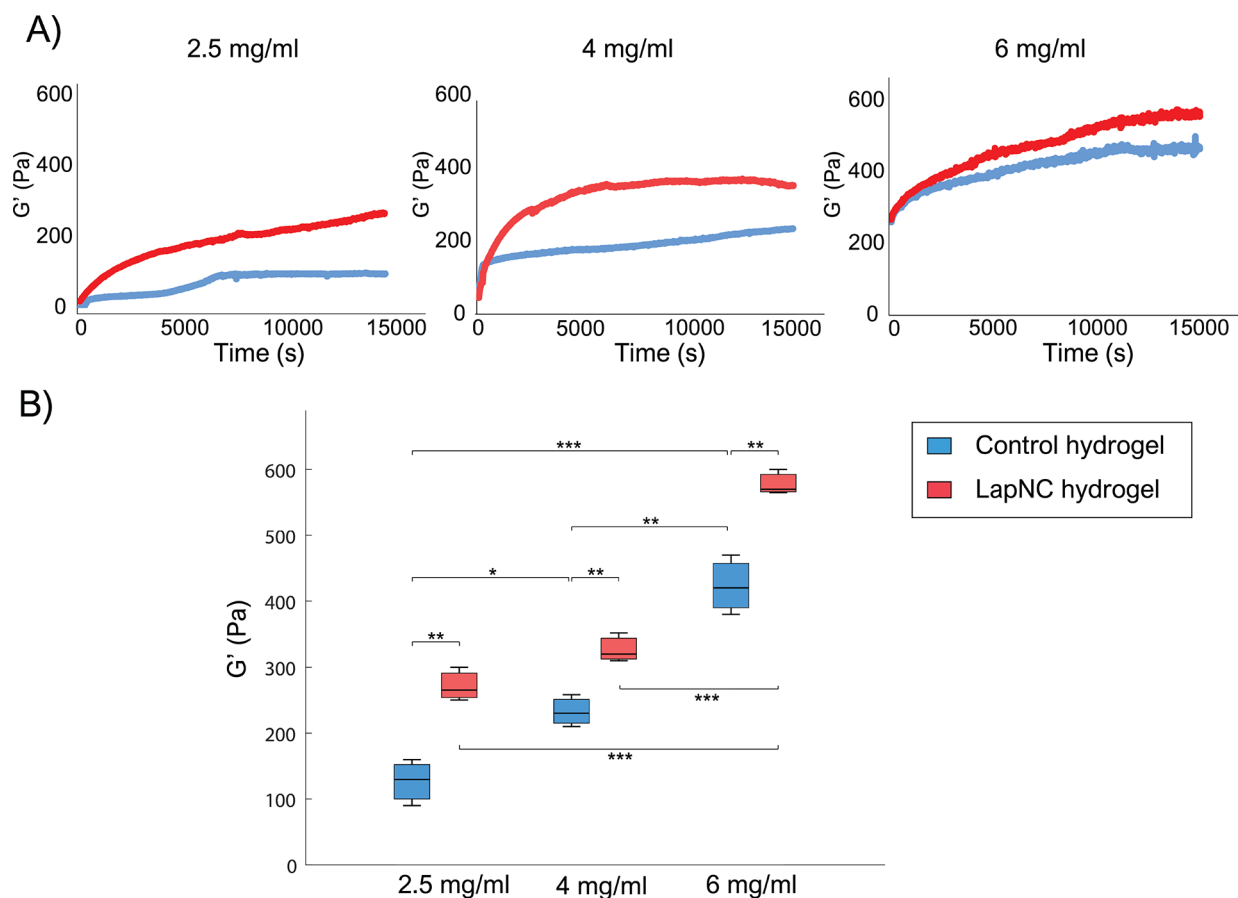 A)
2.5 mg/ml
4 mg/ml
6 mg/ml
600
400
200
0
G' (Pa)
0 5000 10000 15000
Time (s)
600
400
200
0
G' (Pa)
0 5000 10000 15000
Time (s)
600
400
200
0
G' (Pa)
0 5000 10000 15000
Time (s)
B)
Control hydrogel
LapNC hydrogel
G' (Pa)
600
500
400
300
200
100
0
***
**
**
*
**
**
***
***
2.5 mg/ml
4 mg/ml
6 mg/ml